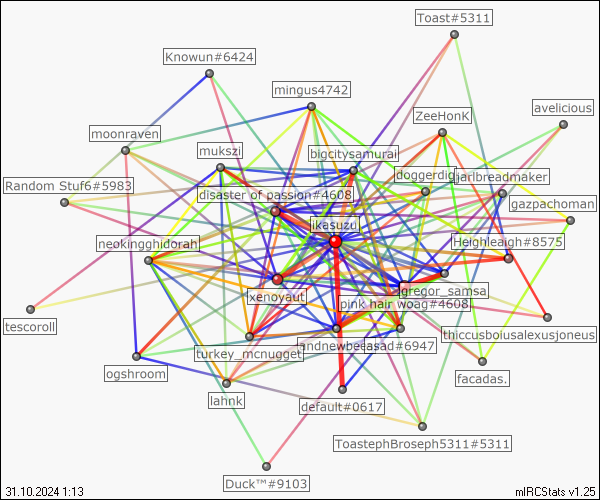 Toast#5311
Knowun#6424
mingus4742
avelicious
ZeeHonK
moonraven
mukszi
bigcitysamurai
doggerdig
jarlbreadmaker
Random Stuf6#5983
disaster of passion#4608
gazpachoman
ikasuzu
neokingghidorah
Heighleigh#8575
xenoyaut
gregor_samsa
pink hair woag#4608
tescoroll
thiccusboiusalexusjoneus
turkey_mcnugget
ogshroom
facadas.
lahnk
default#0617
ToastephBroseph5311#5311
Duck™#9103
31.10.2024 1:13
mIRCStats v1.25